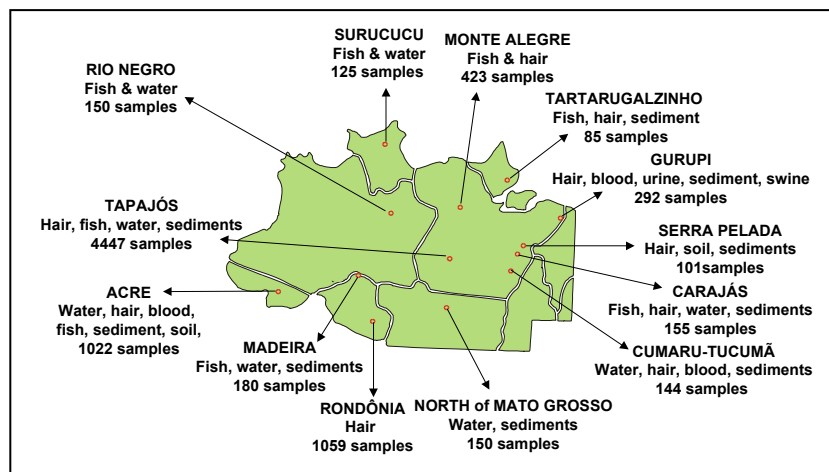 SURUCUCU
Fish & water
125 samples
MONTE ALEGRE
Fish & hair
423 samples
RIO NEGRO
Fish & water
150 samples
TARTARUGALZINHO
Fish, hair, sediment
85 samples
GURUPI
Hair, blood, urine, sediment, swine
292 samples
TAPAJÓS
Hair, fish, water, sediments
4447 samples
SERRA PELADA
Hair, soil, sediments
101samples
ACRE
Water, hair, blood,
fish, sediment, soil,
1022 samples
CARAJÁS
Fish, hair, water, sediments
155 samples
MADEIRA
Fish, water, sediments
180 samples
CUMARU-TUCUMÃ
Water, hair, blood, sediments
144 samples
RONDÔNIA
Hair
1059 samples
NORTH of MATO GROSSO
Water, sediments
150 samples